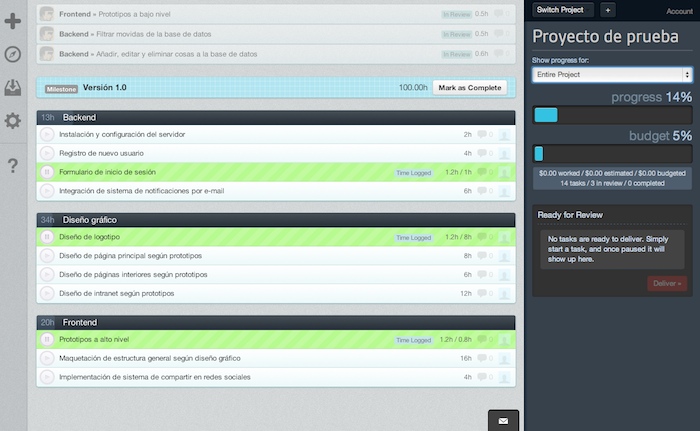 Frontend » Prototipos a bajo nivel In Review 0.5h 0
Backend » Filtrar movidas de la base de datos In Review 0.5h 0
Backend » Añadir, editar y eliminar cosas a la base de datos In Review 0.6h 0
Milestone Versión 1.0 100.00h Mark as Complete
13h Backend
Instalación y configuración del servidor 2h 0
Registro de nuevo usuario 4h 0
Formulario de inicio de sesión Time Logged 1.2h / 1h 0
Integración de sistema de notificaciones por e-mail 6h 0
34h Diseño gráfico
Diseño de logotipo Time Logged 1.2h / 8h 0
Diseño de página principal según prototipos 8h 0
Diseño de páginas interiores según prototipos 6h 0
Diseño de intranet según prototipos 12h 0
20h Frontend
Prototipos a alto nivel Time Logged 1.2h / 0.8h 0
Maquetación de estructura general según diseño gráfico 16h 0
Implementación de sistema de compartir en redes sociales 4h 0
?
Switch Project + Account
Proyecto de prueba
Show progress for:
Entire Project
progress 14%
budget 5%
$0.00 worked / $0.00 estimated / $0.00 budgeted
14 tasks / 3 in review / 0 completed
Ready for Review
No tasks are ready to deliver. Simply
start a task, and once paused it will
show up here.
Deliver »